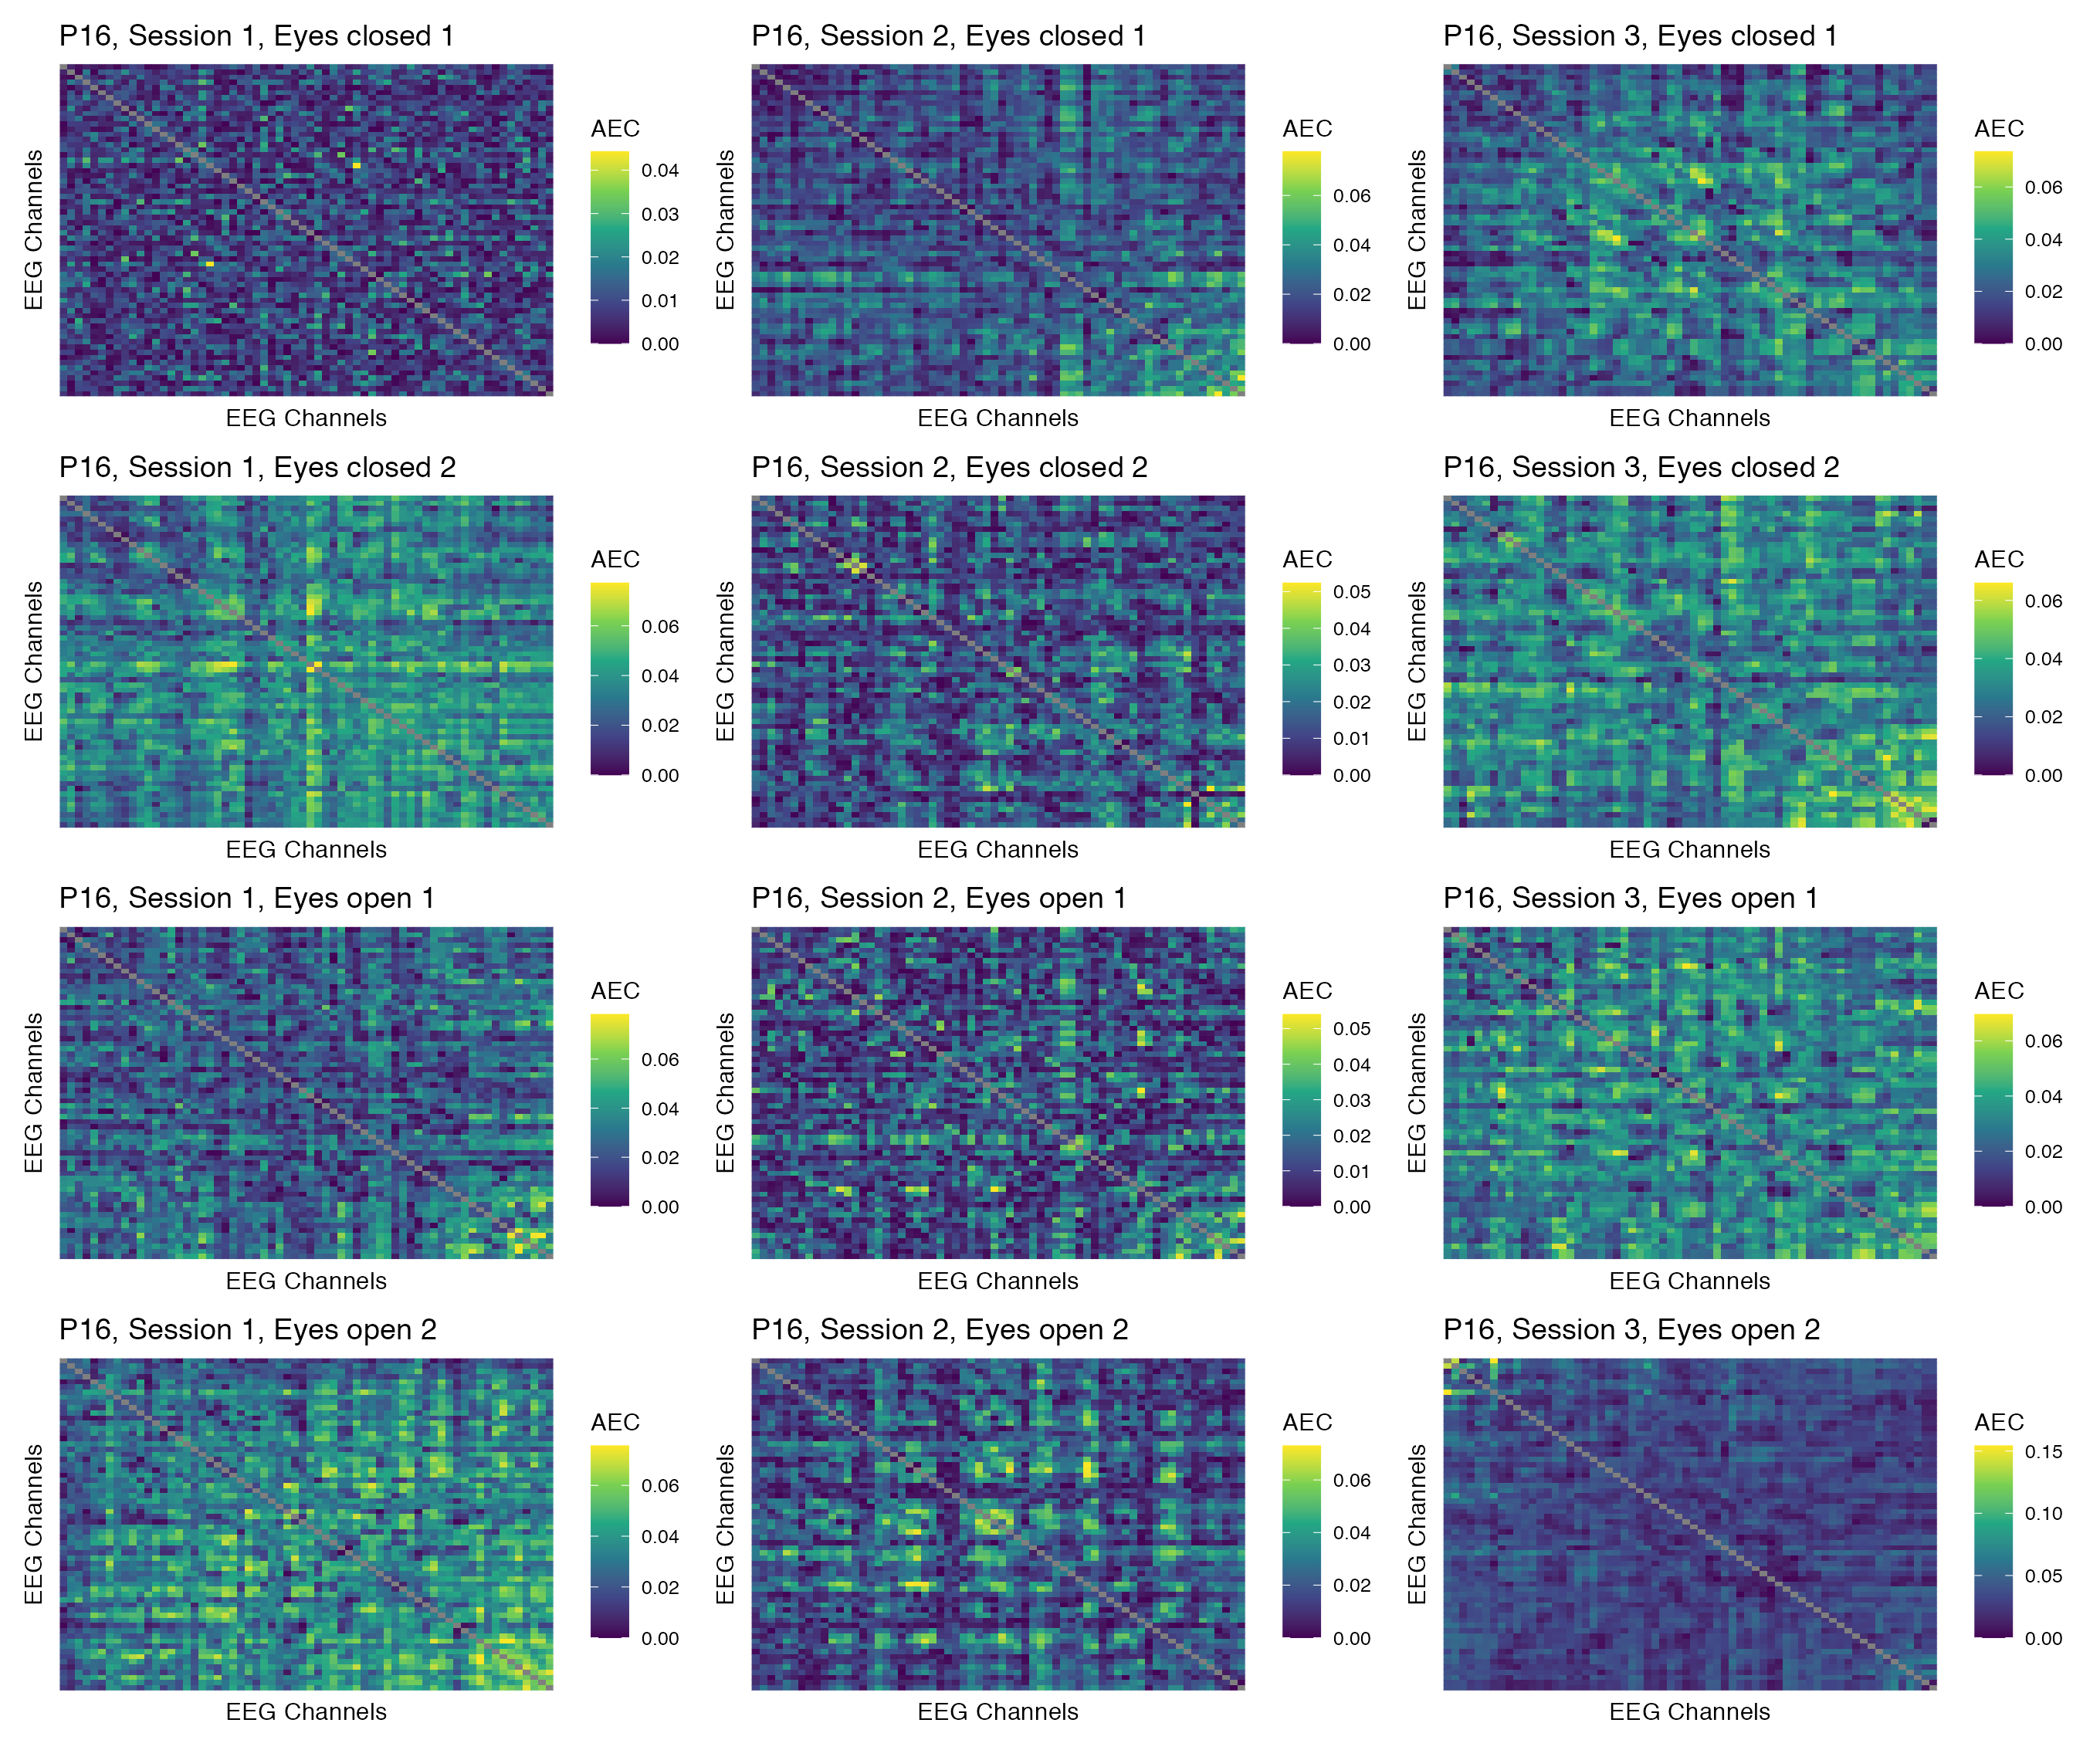 P16, Session 1, Eyes closed 1
EEG Channels
EEG Channels
AEC
0.04
0.03
0.02
0.01
0.00
P16, Session 2, Eyes closed 1
EEG Channels
EEG Channels
AEC
0.06
0.04
0.02
0.00
P16, Session 3, Eyes closed 1
EEG Channels
EEG Channels
AEC
0.06
0.04
0.02
0.00
P16, Session 1, Eyes closed 2
EEG Channels
EEG Channels
AEC
0.06
0.04
0.02
0.00
P16, Session 2, Eyes closed 2
EEG Channels
EEG Channels
AEC
0.05
0.04
0.03
0.02
0.01
0.00
P16, Session 3, Eyes closed 2
EEG Channels
EEG Channels
AEC
0.06
0.04
0.02
0.00
P16, Session 1, Eyes open 1
EEG Channels
EEG Channels
AEC
0.06
0.04
0.02
0.00
P16, Session 2, Eyes open 1
EEG Channels
EEG Channels
AEC
0.05
0.04
0.03
0.02
0.01
0.00
P16, Session 3, Eyes open 1
EEG Channels
EEG Channels
AEC
0.06
0.04
0.02
0.00
P16, Session 1, Eyes open 2
EEG Channels
EEG Channels
AEC
0.06
0.04
0.02
0.00
P16, Session 2, Eyes open 2
EEG Channels
EEG Channels
AEC
0.06
0.04
0.02
0.00
P16, Session 3, Eyes open 2
EEG Channels
EEG Channels
AEC
0.15
0.10
0.05
0.00